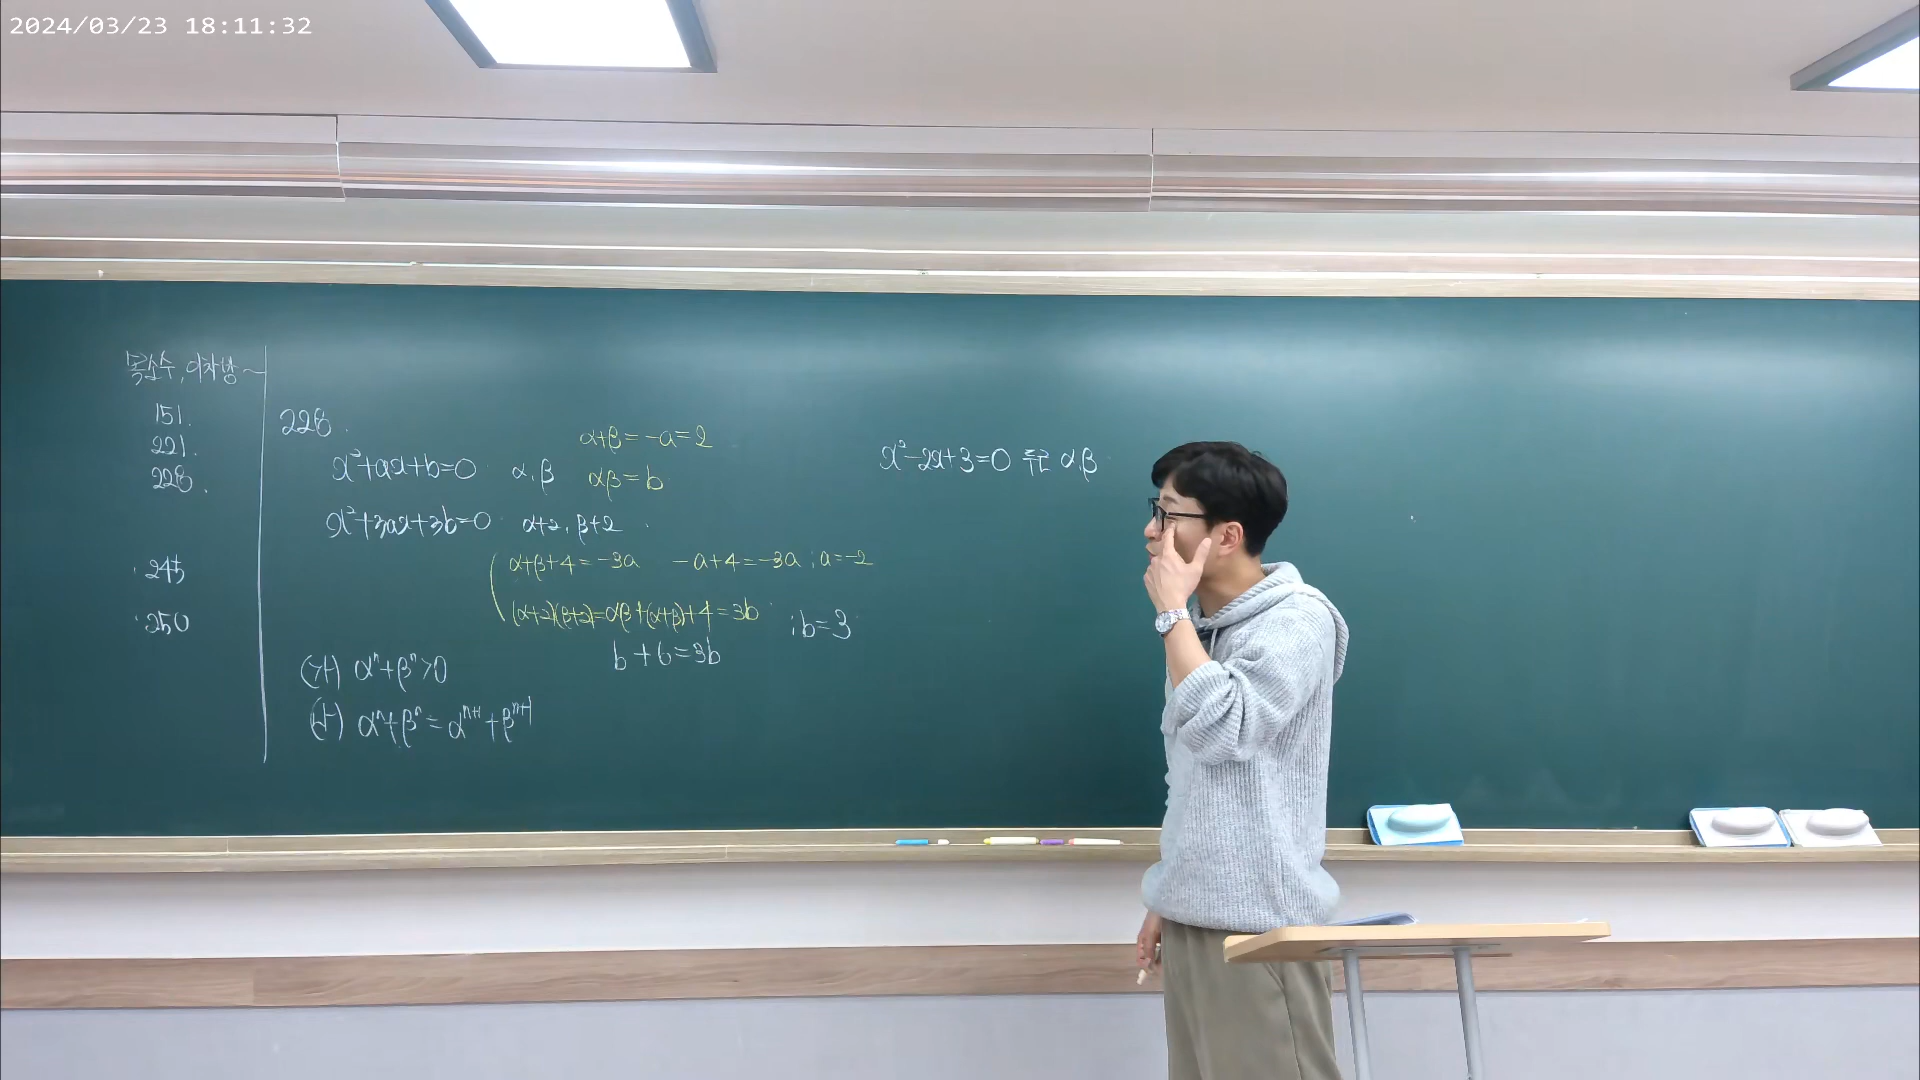 2024/03/23 18:11:32
복소수, 이차방~
151.
221.
228.
245
250
228.
x²+ax+b=0 α, β
α+β=-a=2
αβ=b
x²+3ax+3b=0 α+2, β+2
α+β+4=-3a -a+4=-3a ; a=-2
(α+2)(β+2)=αβ+(α+β)+4=3b ; b=3
b+6=3b
(가) αⁿ+βⁿ>0
(나) αⁿ+βⁿ=αⁿ⁺¹+βⁿ⁺¹
x²-2x+3=0 두근 α,β